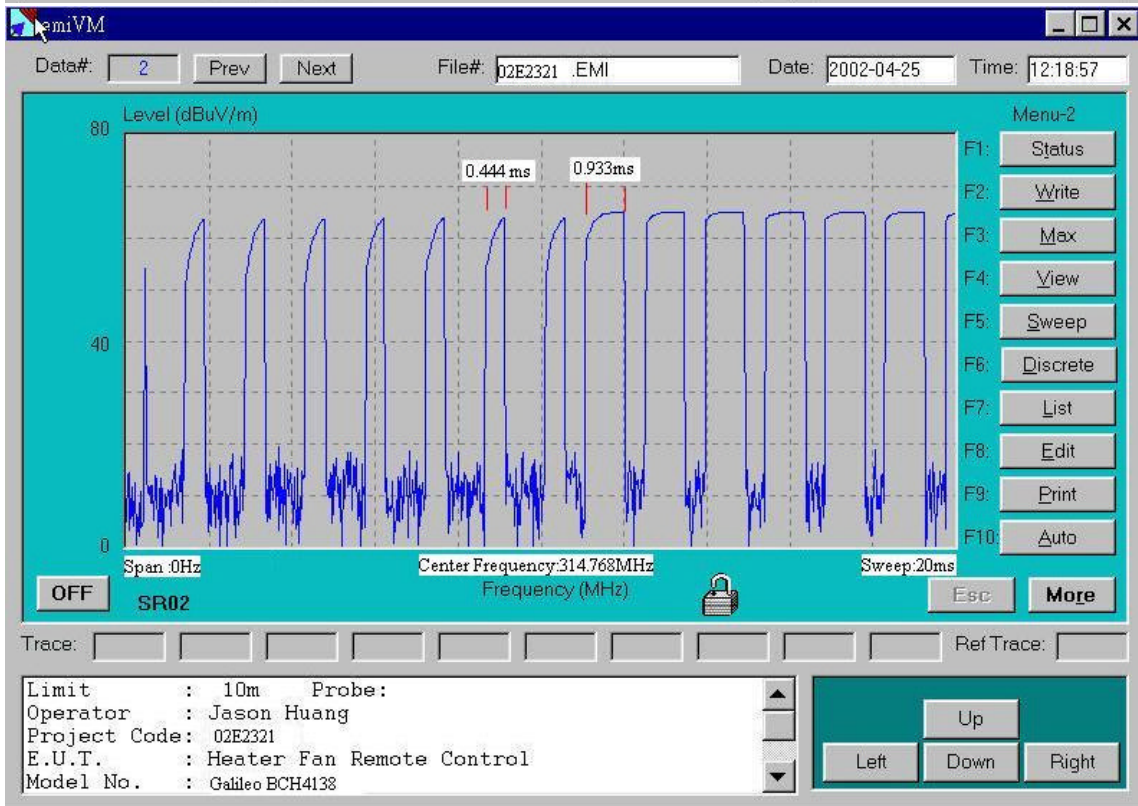 emiVM
Data#: 2 Prev Next File#: 02E2321 .EMI Date: 2002-04-25 Time: 12:18:57
Level (dBuV/m) Menu-2
80
0.444 ms 0.933ms
F1: Status
F2: Write
F3: Max
F4: View
F5: Sweep
40
F6: Discrete
F7: List
F8: Edit
F9: Print
F10: Auto
0
Span :0Hz Center Frequency:314.768MHz Sweep:20ms
OFF SR02 Frequency (MHz) Esc More
Trace: Ref Trace:
Limit : 10m Probe:
Operator : Jason Huang
Project Code: 02E2321
E.U.T. : Heater Fan Remote Control
Model No. : Galileo BCH4138
Up
Left Down Right